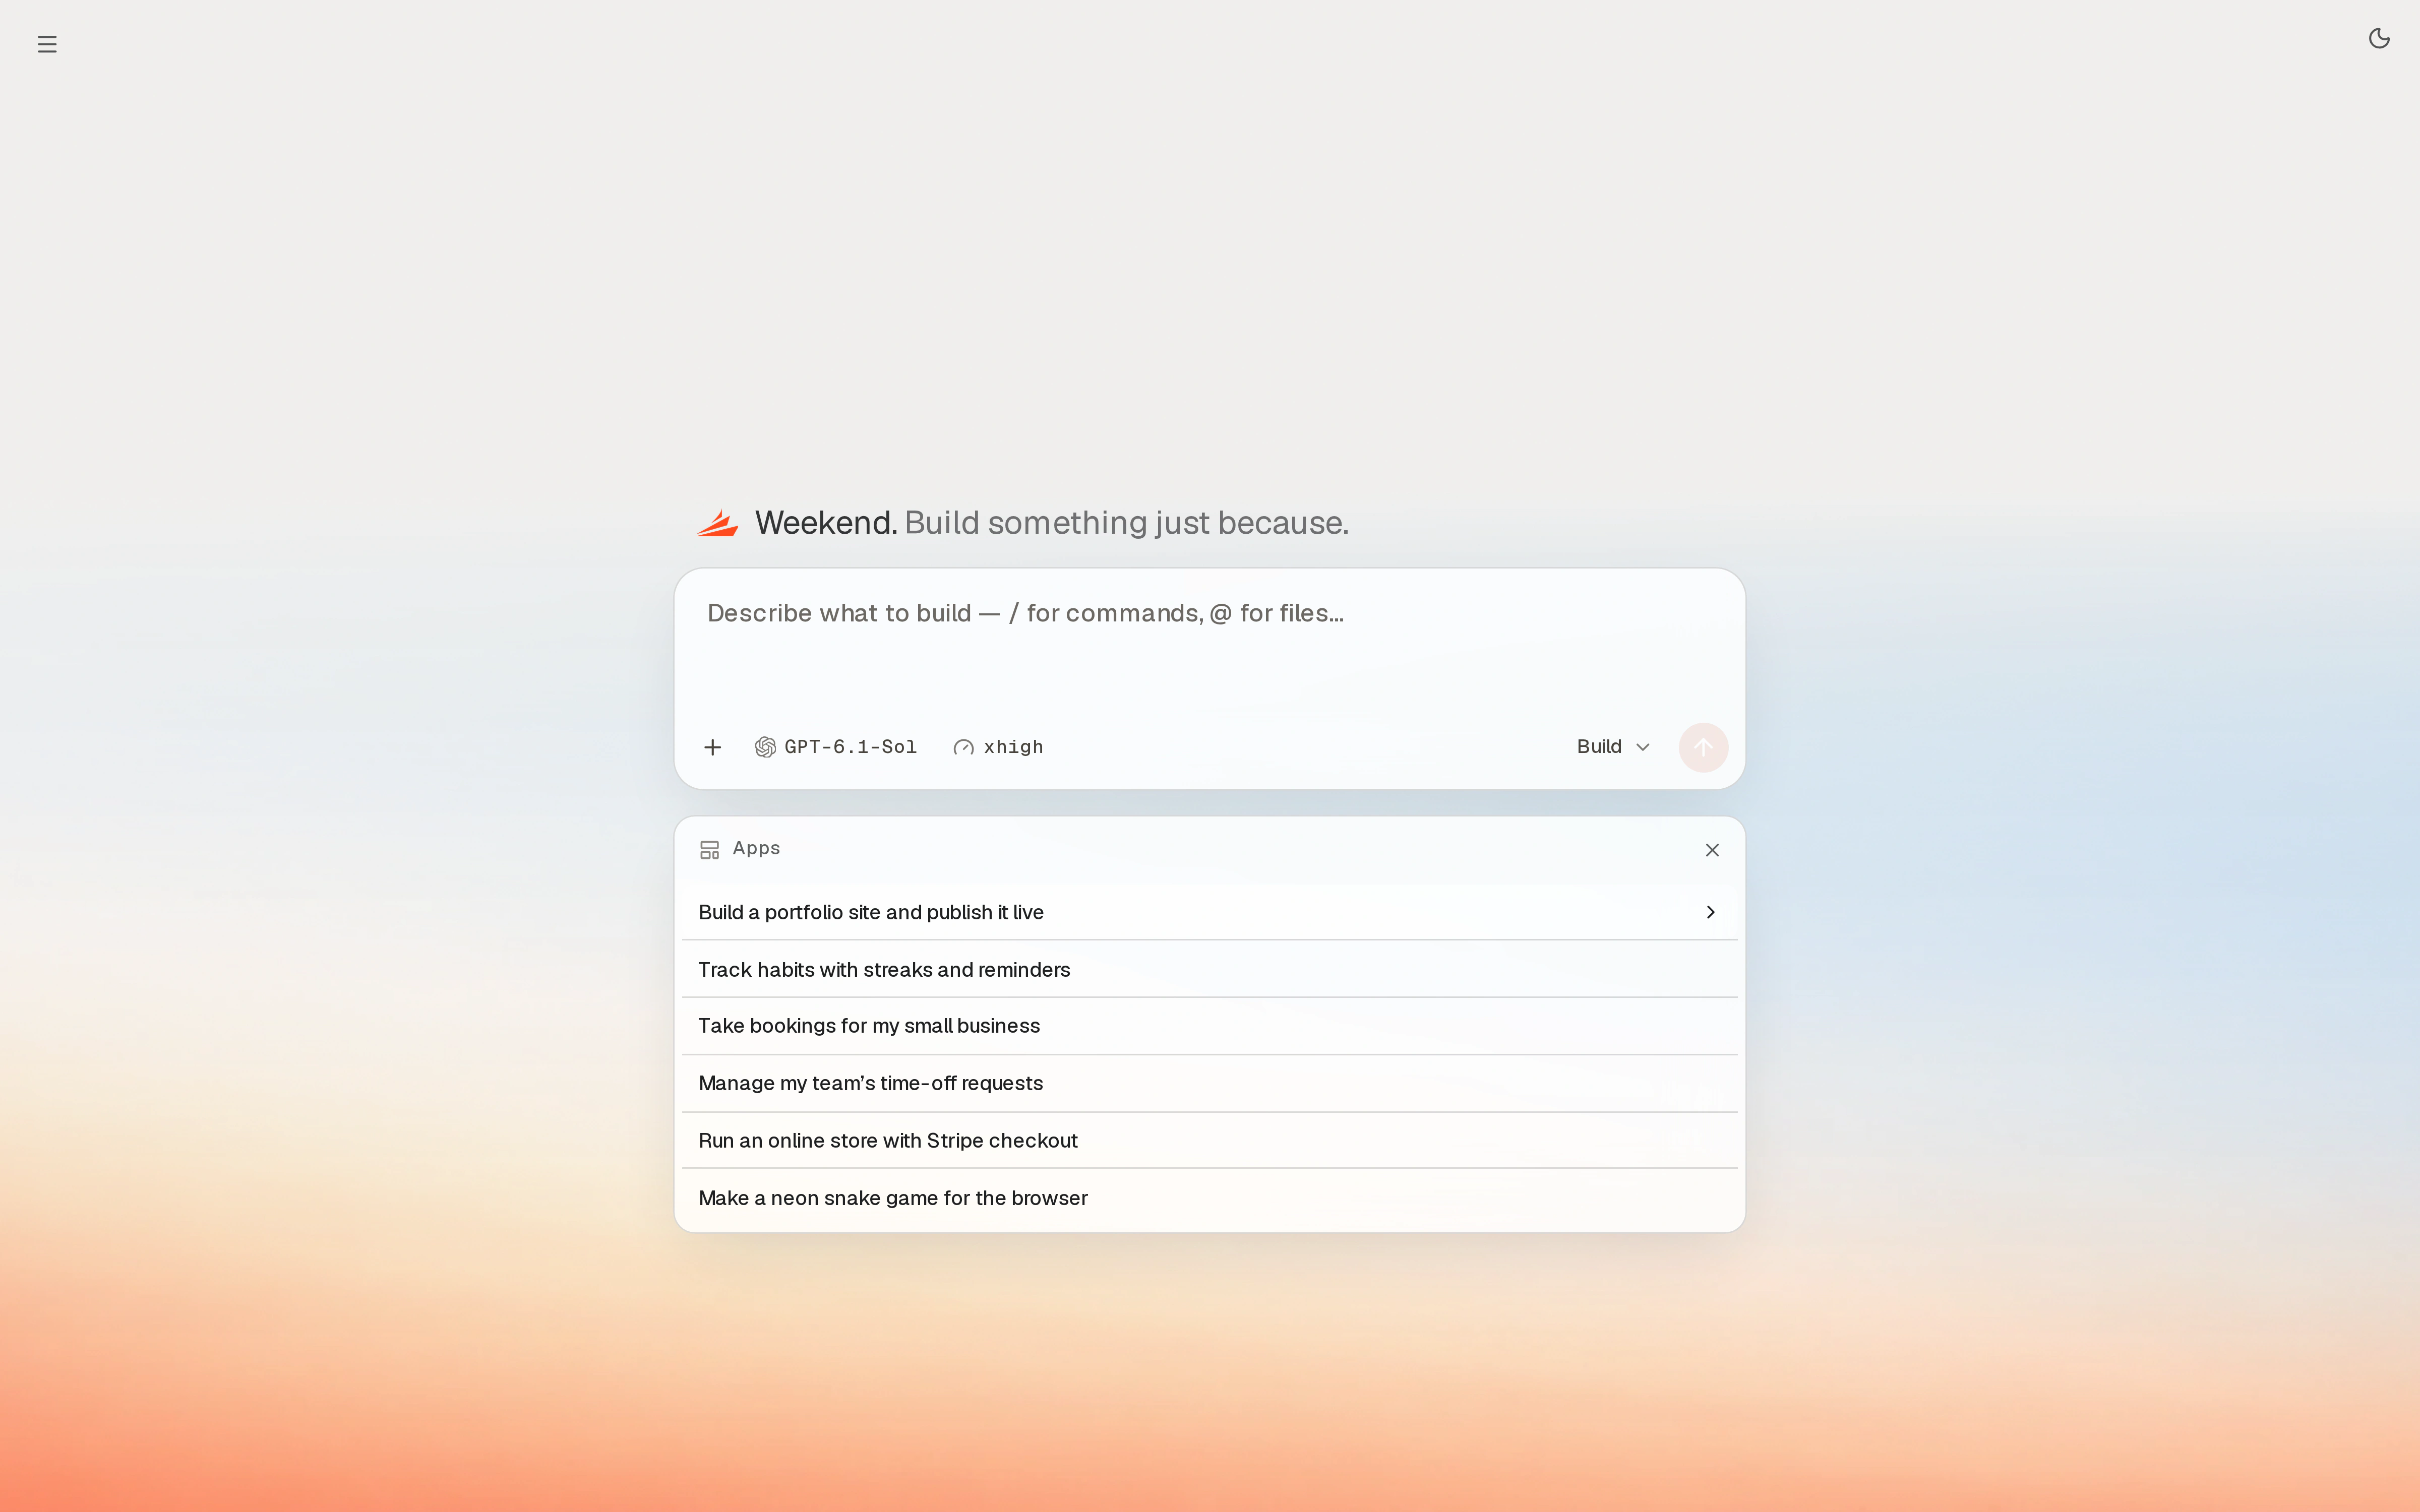 Weekend. Build something just because.
Describe what to build — / for commands, @ for files...
GPT-6.1-Sol xhigh Build
Apps
Build a portfolio site and publish it live
Track habits with streaks and reminders
Take bookings for my small business
Manage my team’s time-off requests
Run an online store with Stripe checkout
Make a neon snake game for the browser